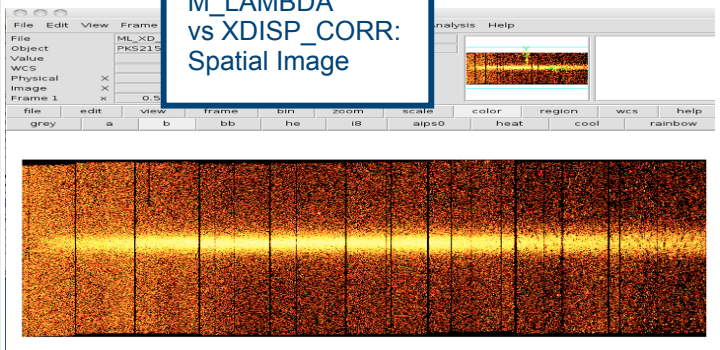 M_LAMBDA
vs XDISP_CORR:
Spatial Image
File Edit View Frame Analysis Help
File ML_XD_
Object PKS215
Value
WCS
Physical X
Image X
Frame 1 x 0.5
file edit view frame bin zoom scale color region wcs help
grey a b bb he i8 aips0 heat cool rainbow